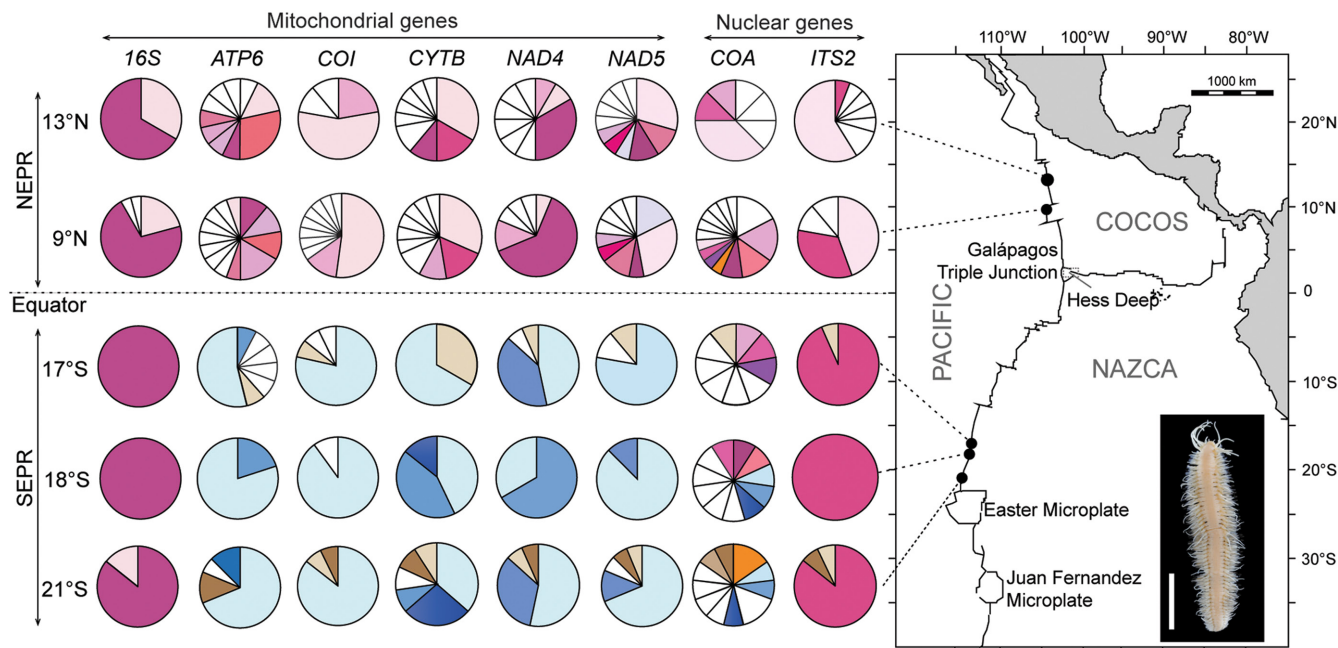 Mitochondrial genes
Nuclear genes
16S ATP6 COI CYTB NAD4 NAD5 COA ITS2
NEPR
13°N
9°N
Equator
SEPR
17°S
18°S
21°S
110°W 100°W 90°W 80°W
1000 km
20°N
10°N
0
10°S
20°S
30°S
COCOS
Galápagos
Triple Junction
Hess Deep
PACIFIC
NAZCA
Easter Microplate
Juan Fernandez
Microplate